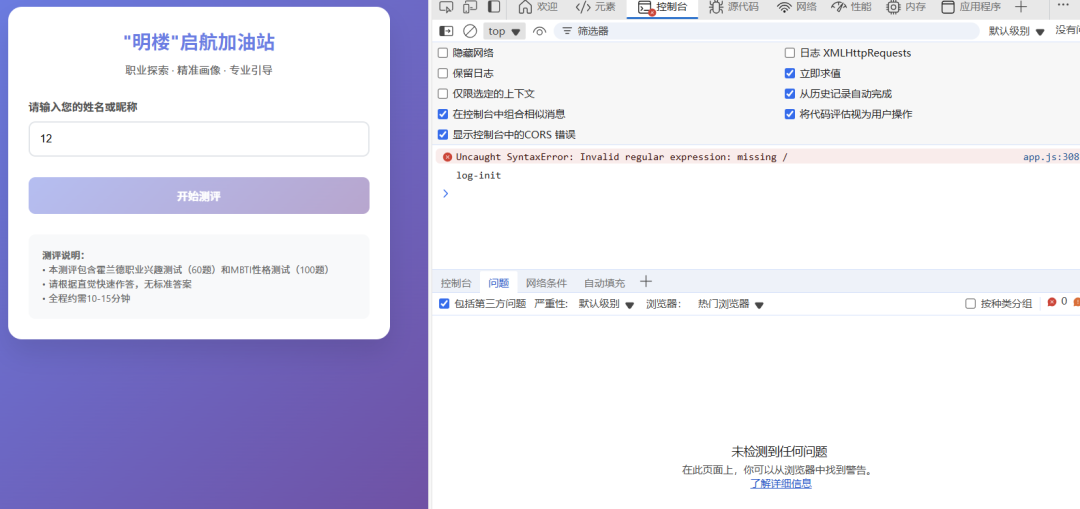 "明楼"启航加油站
职业探索 · 精准画像 · 专业引导
请输入您的姓名或昵称
12
开始测评
测评说明：
• 本测评包含霍兰德职业兴趣测试（60题）和MBTI性格测试（100题）
• 请根据直觉快速作答，无标准答案
• 全程约需10-15分钟
欢迎 元素 控制台 源代码 网络 性能 内存 应用程序
top 筛选器 默认级别 没有问
隐藏网络 日志 XMLHttpRequests
保留日志 立即求值
仅限选定的上下文 从历史记录自动完成
在控制台中组合相似消息 将代码评估视为用户操作
显示控制台中的CORS 错误
Uncaught SyntaxError: Invalid regular expression: missing / app.js:308
log-init
控制台 问题 网络条件 自动填充
包括第三方问题 严重性: 默认级别 浏览器: 热门浏览器 按种类分组 0
未检测到任何问题
在此页面上，你可以从浏览器中找到警告。
了解详细信息